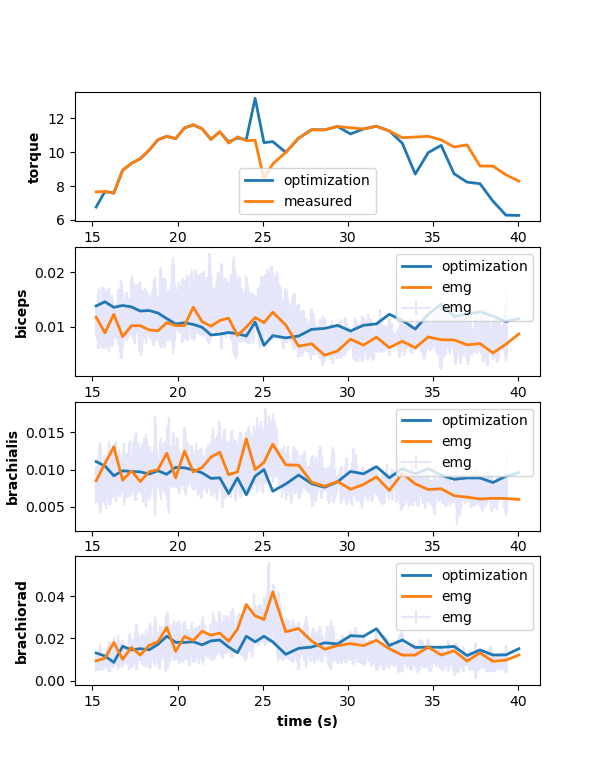 torque
12
10
8
6
optimization
measured
15 20 25 30 35 40
biceps
0.02
0.01
optimization
emg
emg
15 20 25 30 35 40
brachialis
0.015
0.010
0.005
optimization
emg
emg
15 20 25 30 35 40
brachiorad
0.04
0.02
0.00
optimization
emg
emg
15 20 25 30 35 40
time (s)